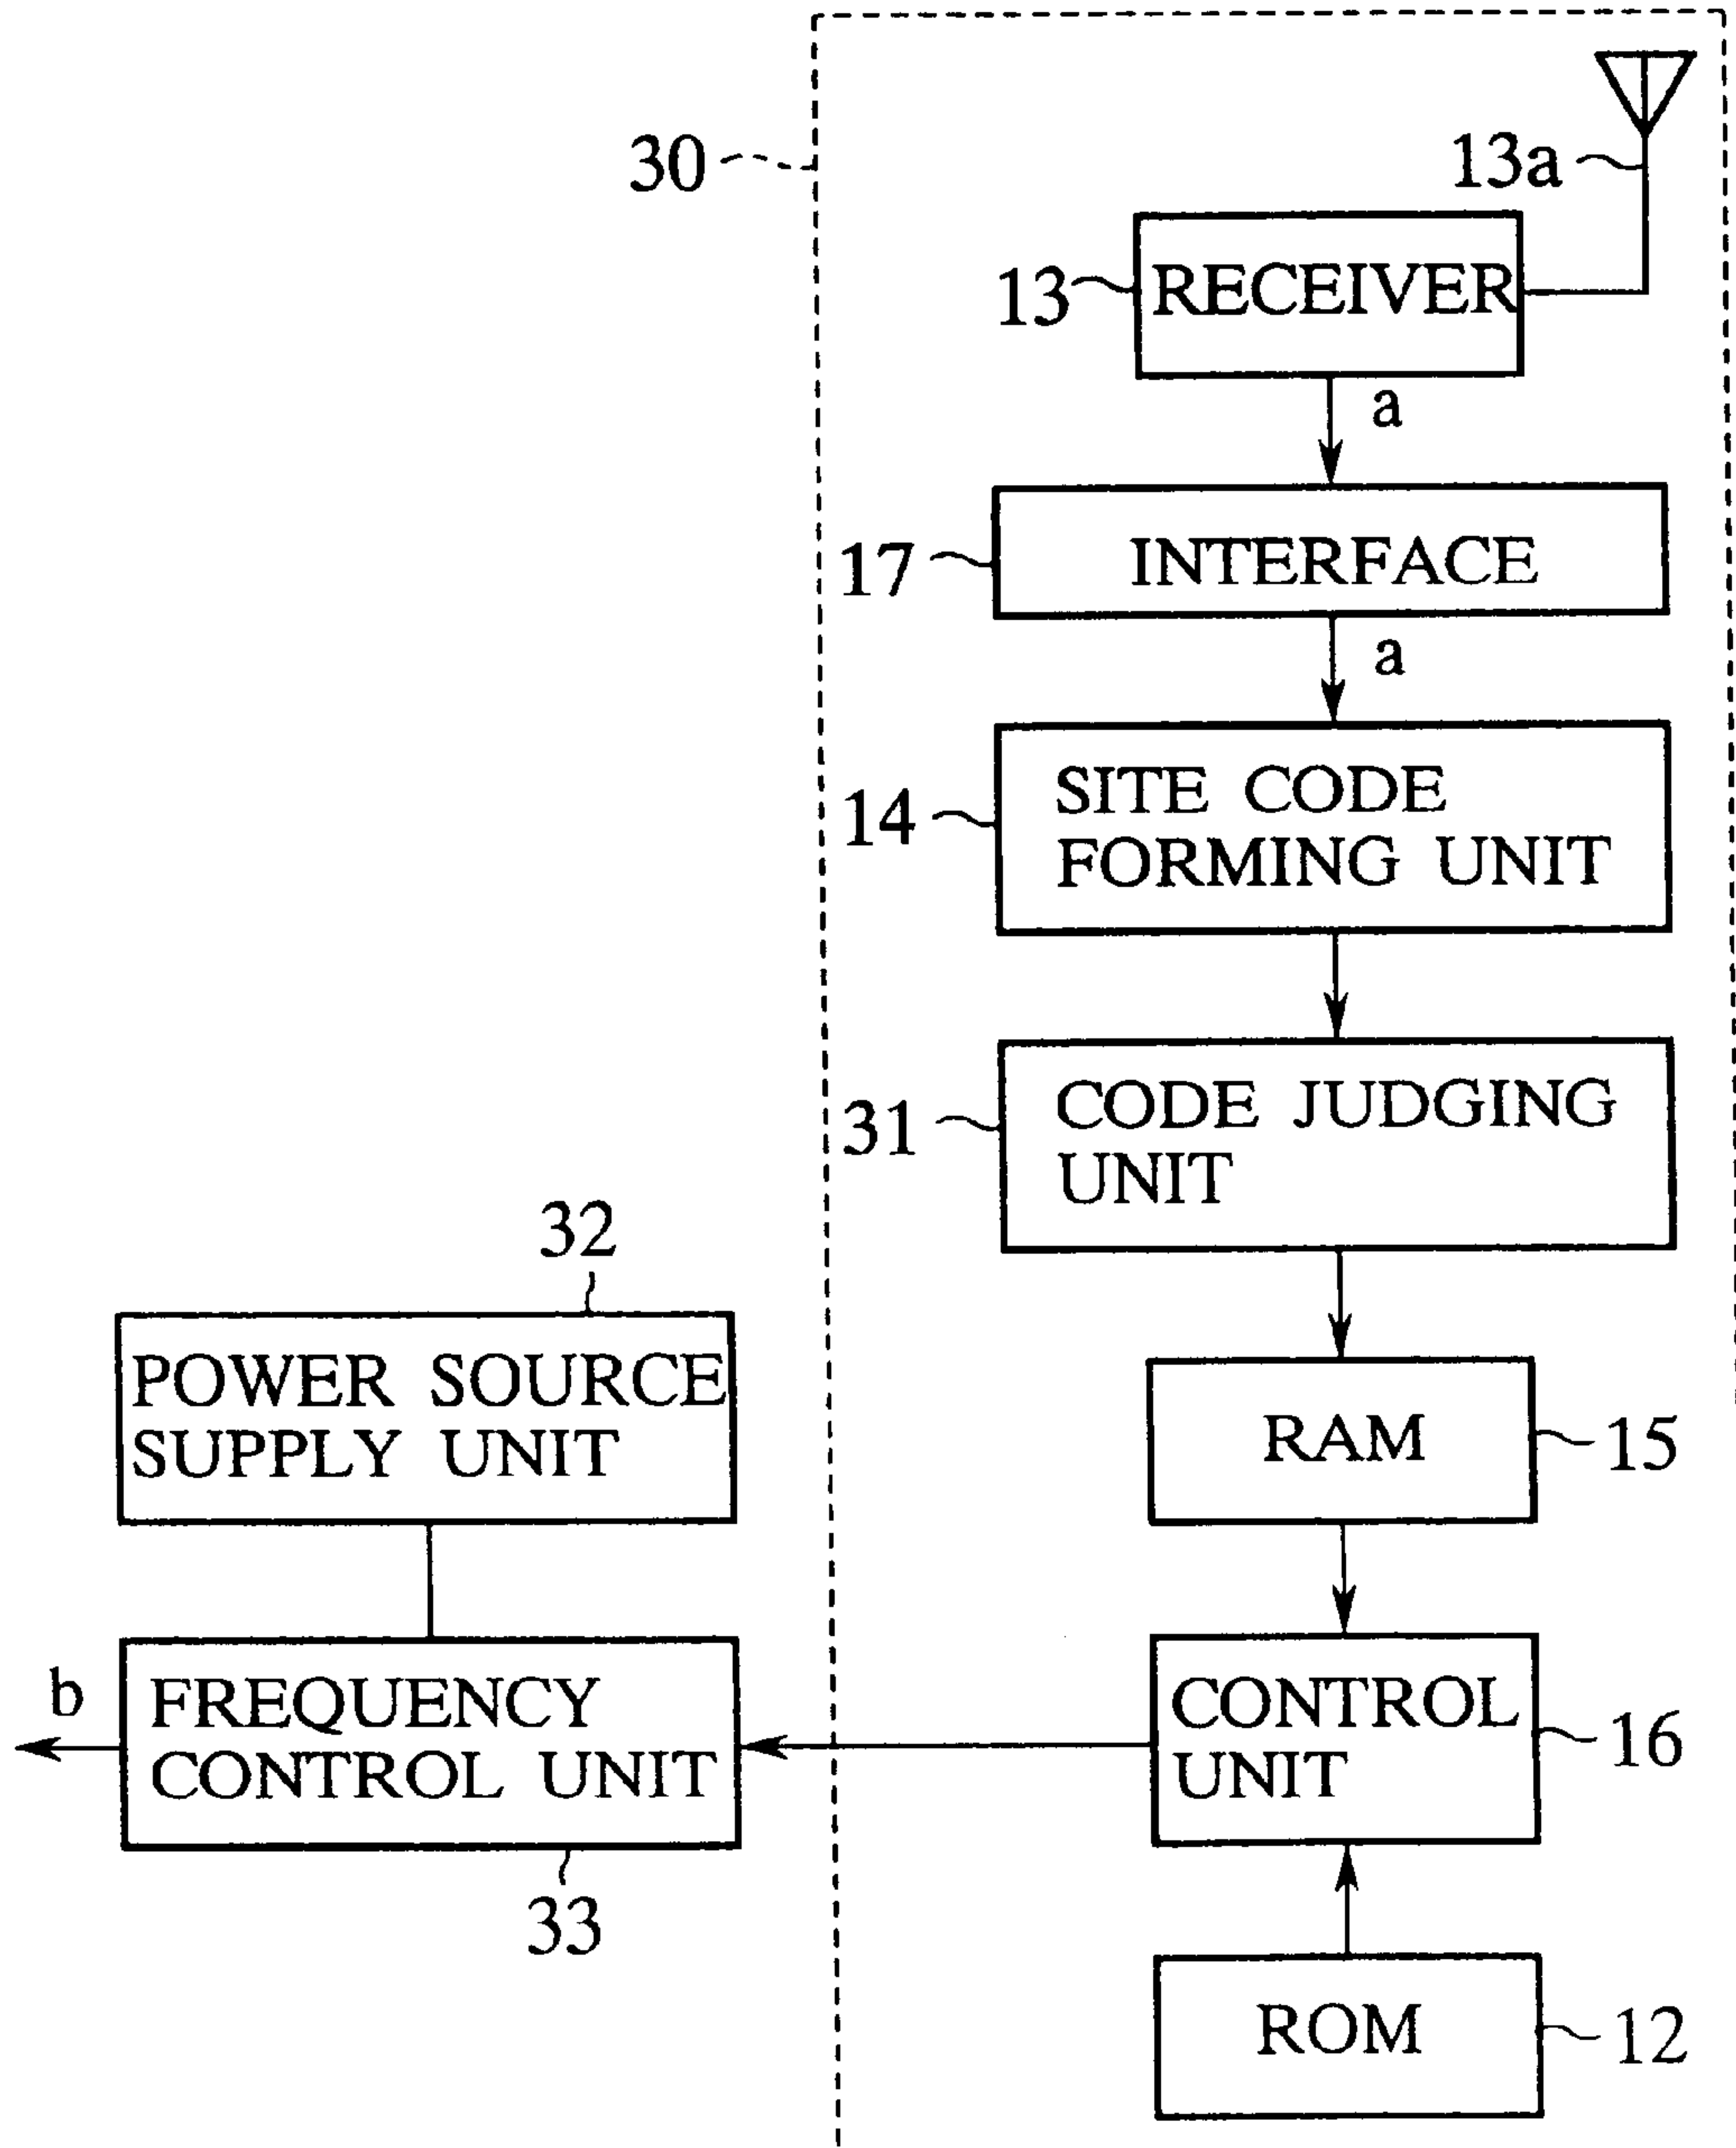 30
13a
13
RECEIVER
a
17
INTERFACE
a
14
SITE CODE
FORMING UNIT
31
CODE JUDGING
UNIT
32
POWER SOURCE
SUPPLY UNIT
RAM
15
b
FREQUENCY
CONTROL UNIT
33
CONTROL
UNIT
16
ROM
12